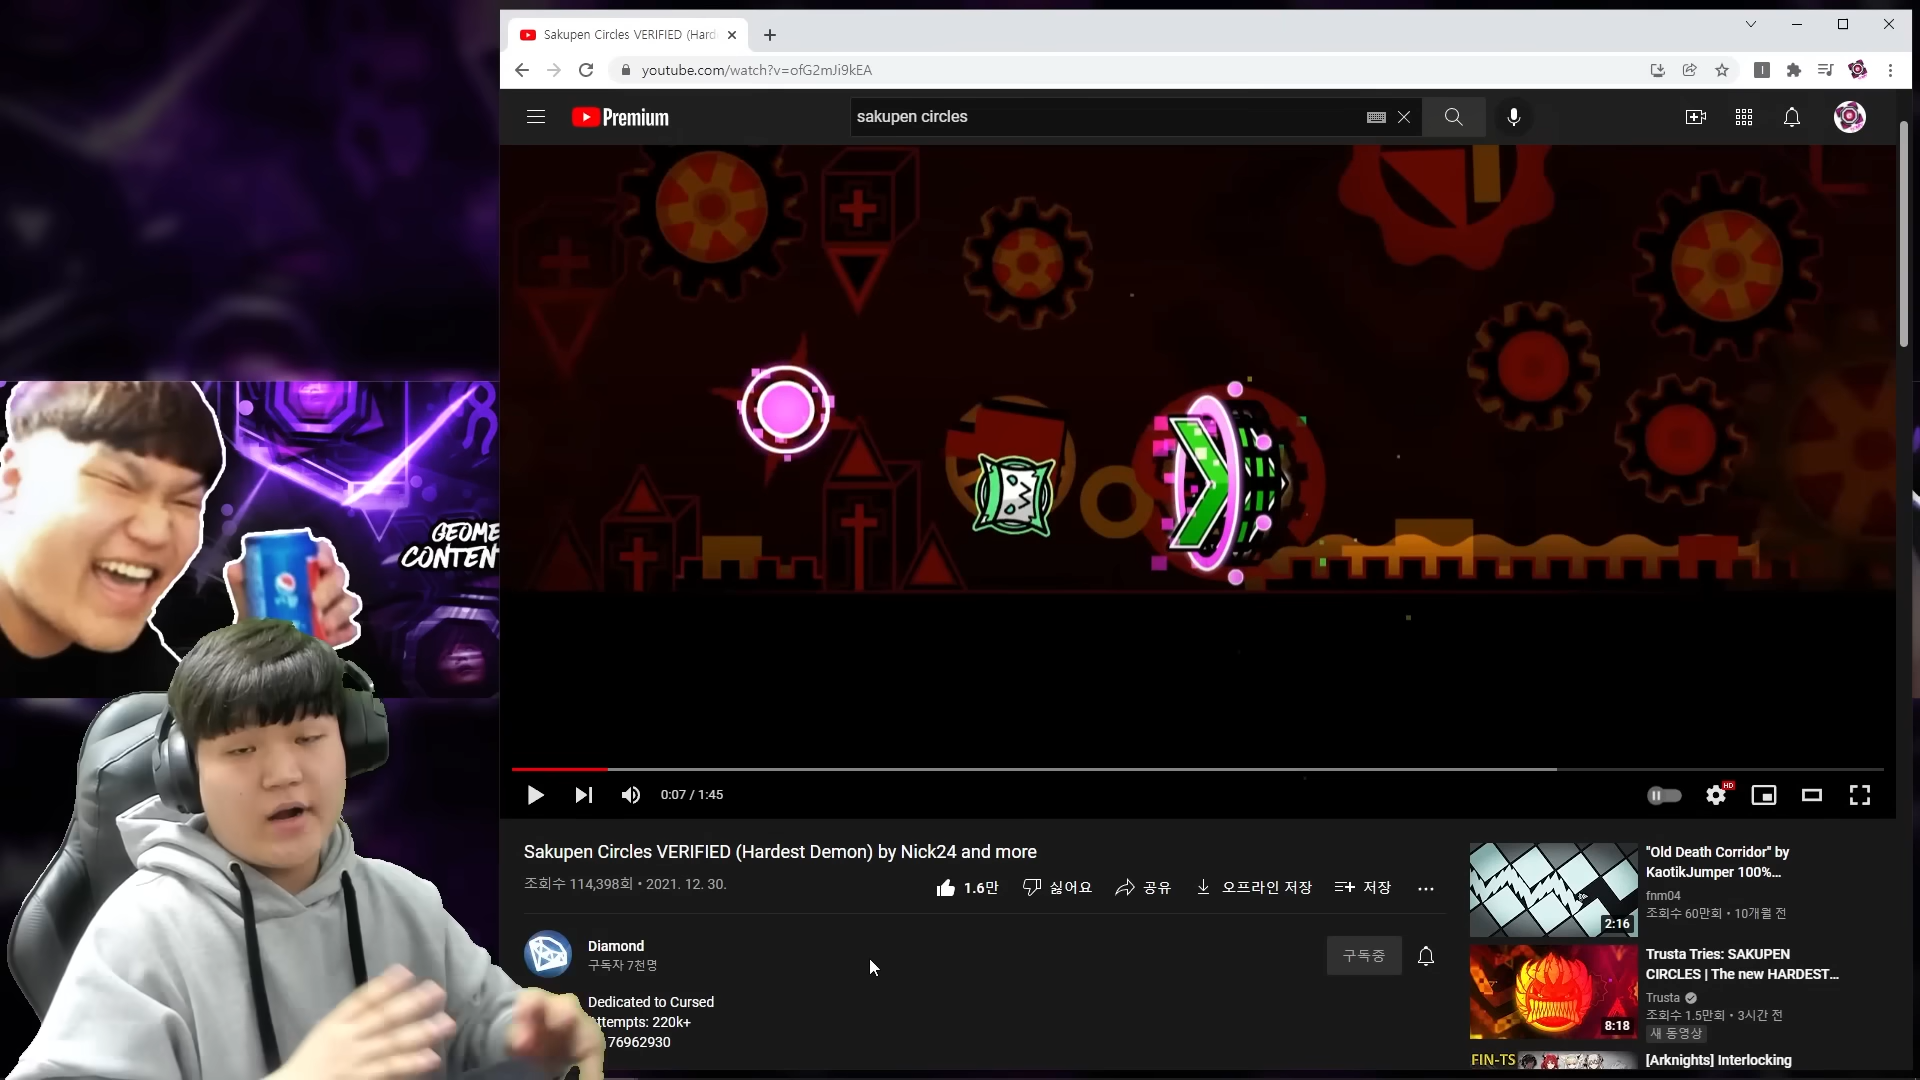 Sakupen Circles VERIFIED (Hard
youtube.com/watch?v=ofG2mJi9kEA
Premium
sakupen circles
GEOME
CONTEN
0:07 / 1:45
HD
Sakupen Circles VERIFIED (Hardest Demon) by Nick24 and more
조회수 114,398회 • 2021. 12. 30.
1.6만
싫어요
공유
오프라인 저장
저장
Diamond
구독자 7천명
구독중
Dedicated to Cursed
ttempts: 220k+
76962930
"Old Death Corridor" by
KaotikJumper 100%...
fnm04
조회수 60만회 • 10개월 전
2:16
Trusta Tries: SAKUPEN
CIRCLES | The new HARDEST...
Trusta
조회수 1.5만회 • 3시간 전
새 동영상
8:18
FIN-TS
[Arknights] Interlocking